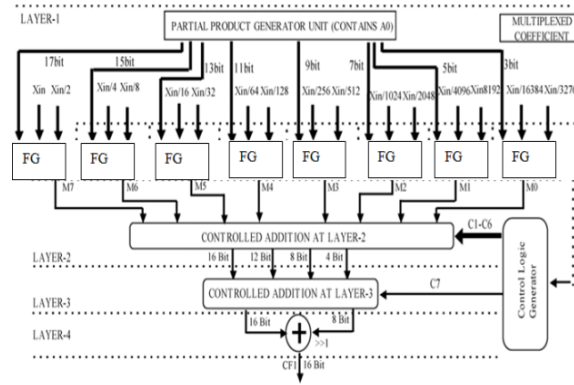 LAYER-1
PARTIAL PRODUCT GENERATOR UNIT (CONTAINS A0)
MULTIPLEXED
COEFFICIENT
17bit
15bit
13bit
11bit
9bit
7bit
5bit
3bit
Xin Xin/2
Xin/4 Xin/8
Xin/16 Xin/32
Xin/64 Xin/128
Xin/256 Xin/512
Xin/1024 Xin/2048
Xin/4096 Xin8192
Xin/16384 Xin/3276
FG FG FG FG FG FG FG FG
M7 M6 M5 M4 M3 M2 M1 M0
CONTROLLED ADDITION AT LAYER-2
C1-C6
LAYER-2
16 Bit 12 Bit 8 Bit 4 Bit
Control Logic
Generator
CONTROLLED ADDITION AT LAYER-3
C7
LAYER-3
16 Bit
8 Bit
LAYER-4
+
>>1
CF1 16 Bit